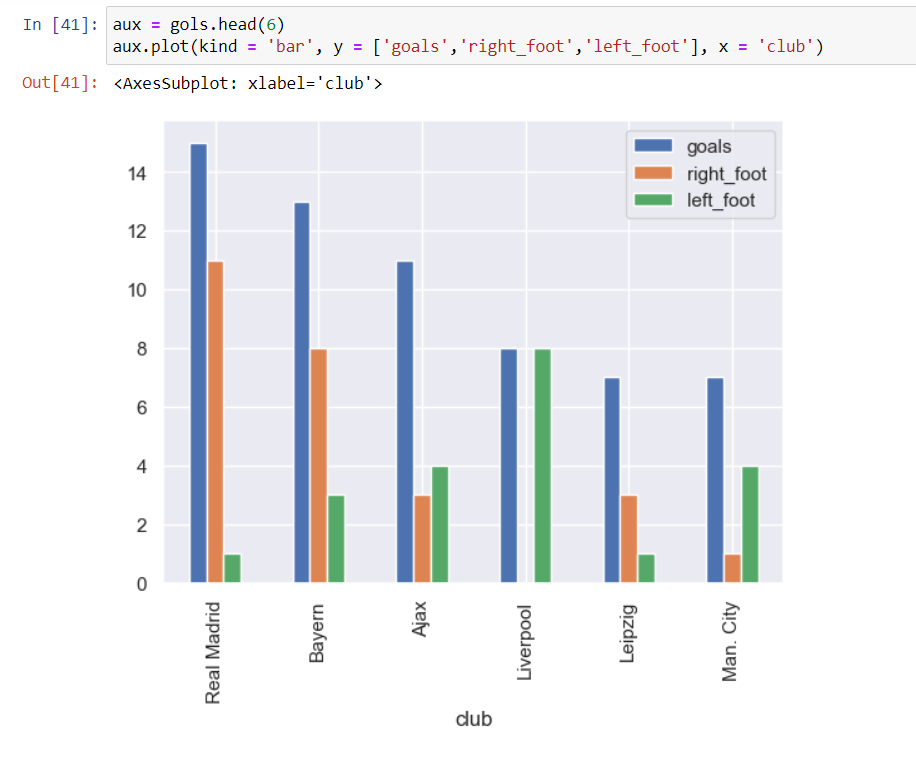 In [41]: aux = gols.head(6)
aux.plot(kind = 'bar', y = ['goals','right_foot','left_foot'], x = 'club')
Out[41]: <AxesSubplot: xlabel='club'>
goals
right_foot
left_foot
14
12
10
8
6
4
2
0
Real Madrid
Bayern
Ajax
Liverpool
Leipzig
Man. City
club